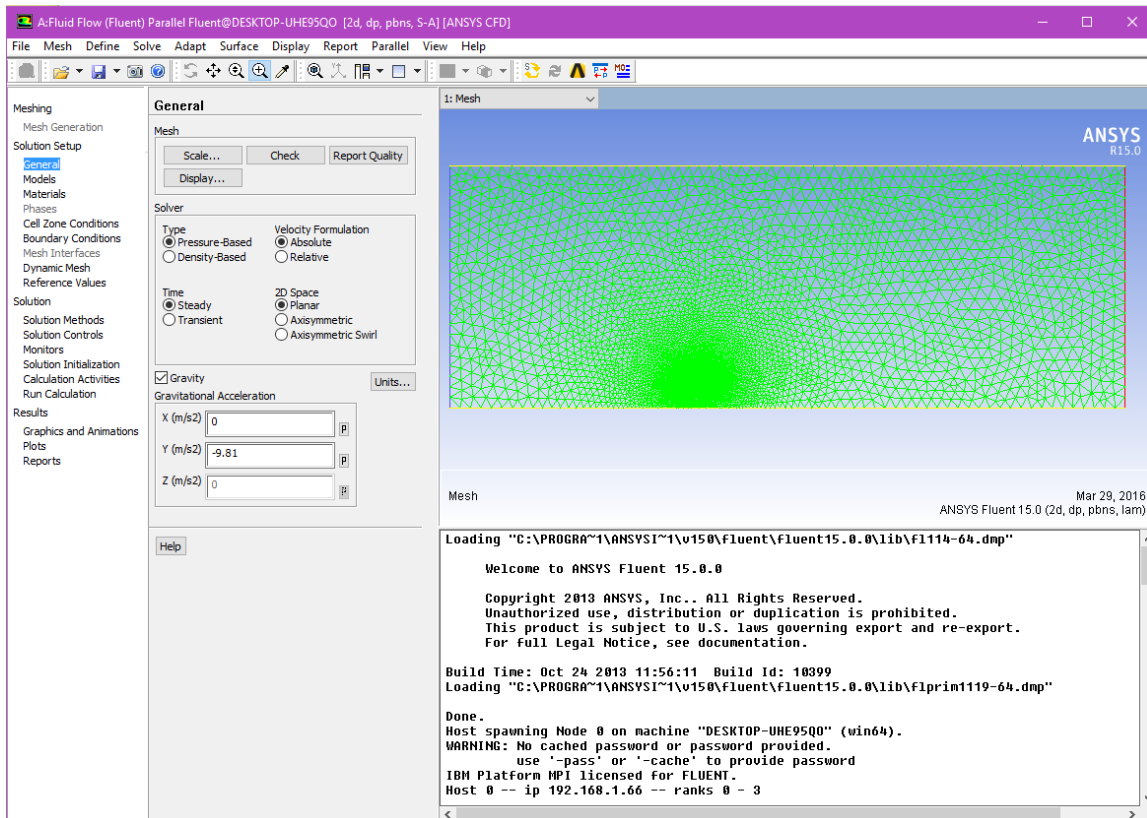 A:Fluid Flow (Fluent) Parallel Fluent@DESKTOP-UHE95QO [2d, dp, pbns, S-A] [ANSYS CFD]
File Mesh Define Solve Adapt Surface Display Report Parallel View Help
Meshing
Mesh Generation
Solution Setup
General
Models
Materials
Phases
Cell Zone Conditions
Boundary Conditions
Mesh Interfaces
Dynamic Mesh
Reference Values
Solution
Solution Methods
Solution Controls
Monitors
Solution Initialization
Calculation Activities
Run Calculation
Results
Graphics and Animations
Plots
Reports
General
Mesh
Scale... Check Report Quality
Display...
Solver
Type Velocity Formulation
Pressure-Based Absolute
Density-Based Relative
Time 2D Space
Steady Planar
Transient Axisymmetric
Axisymmetric Swirl
Gravity Units...
Gravitational Acceleration
X (m/s2) 0 P
Y (m/s2) -9.81 P
Z (m/s2) 0 P
Help
1: Mesh
ANSYS
R15.0
Mesh Mar 29, 2016
ANSYS Fluent 15.0 (2d, dp, pbns, lam)
Loading "C:\PROGRA~1\ANSYSI~1\v150\fluent\fluent15.0.0\lib\fl114-64.dmp"
Welcome to ANSYS Fluent 15.0.0
Copyright 2013 ANSYS, Inc.. All Rights Reserved.
Unauthorized use, distribution or duplication is prohibited.
This product is subject to U.S. laws governing export and re-export.
For full Legal Notice, see documentation.
Build Time: Oct 24 2013 11:56:11 Build Id: 10399
Loading "C:\PROGRA~1\ANSYSI~1\v150\fluent\fluent15.0.0\lib\flprim1119-64.dmp"
Done.
Host spawning Node 0 on machine "DESKTOP-UHE95QO" (win64).
WARNING: No cached password or password provided.
use '-pass' or '-cache' to provide password
IBM Platform MPI licensed for FLUENT.
Host 0 -- ip 192.168.1.66 -- ranks 0 - 3